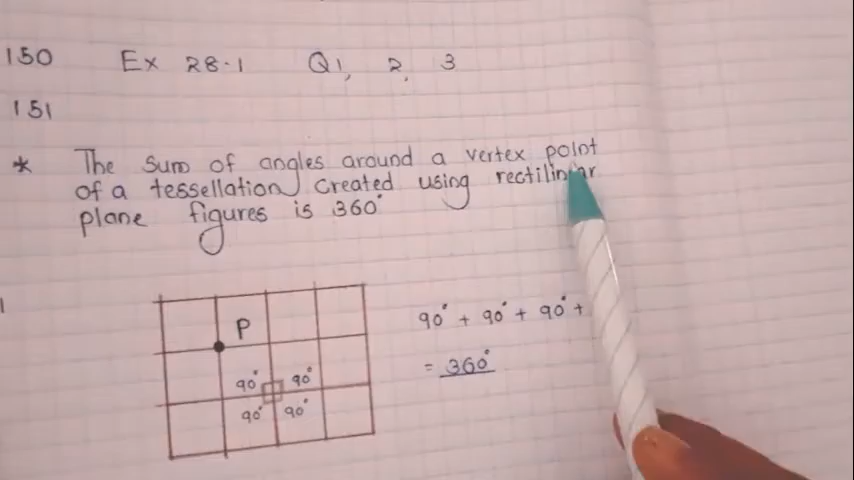 150 Ex 28.1 Q1, 2, 3
151
* The sum of angles around a vertex point
of a tessellation created using rectilinear
plane figures is 360°
P
90° 90°
90° 90°
90° + 90° + 90° +
= 360°